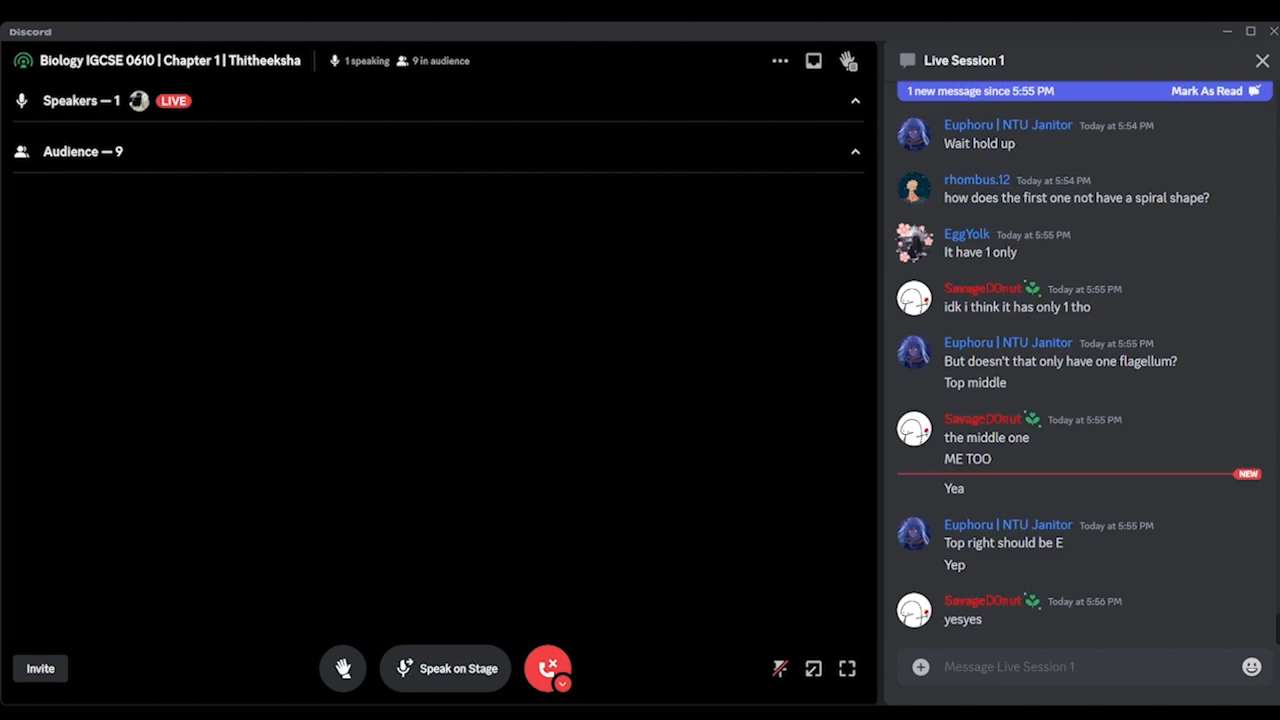 Discord
Biology IGCSE 0610 | Chapter 1 | Thitheeksha
1 speaking
9 in audience
Speakers — 1
LIVE
Audience — 9
Invite
Speak on Stage
Live Session 1
1 new message since 5:55 PM
Mark As Read
Euphoru | NTU Janitor Today at 5:54 PM
Wait hold up
rhombus.12 Today at 5:54 PM
how does the first one not have a spiral shape?
EggYolk Today at 5:55 PM
It have 1 only
SavageD0nut Today at 5:55 PM
idk i think it has only 1 tho
Euphoru | NTU Janitor Today at 5:55 PM
But doesn't that only have one flagellum?
Top middle
SavageD0nut Today at 5:55 PM
the middle one
ME TOO
NEW
Yea
Euphoru | NTU Janitor Today at 5:55 PM
Top right should be E
Yep
SavageD0nut Today at 5:56 PM
yesyes
Message Live Session 1